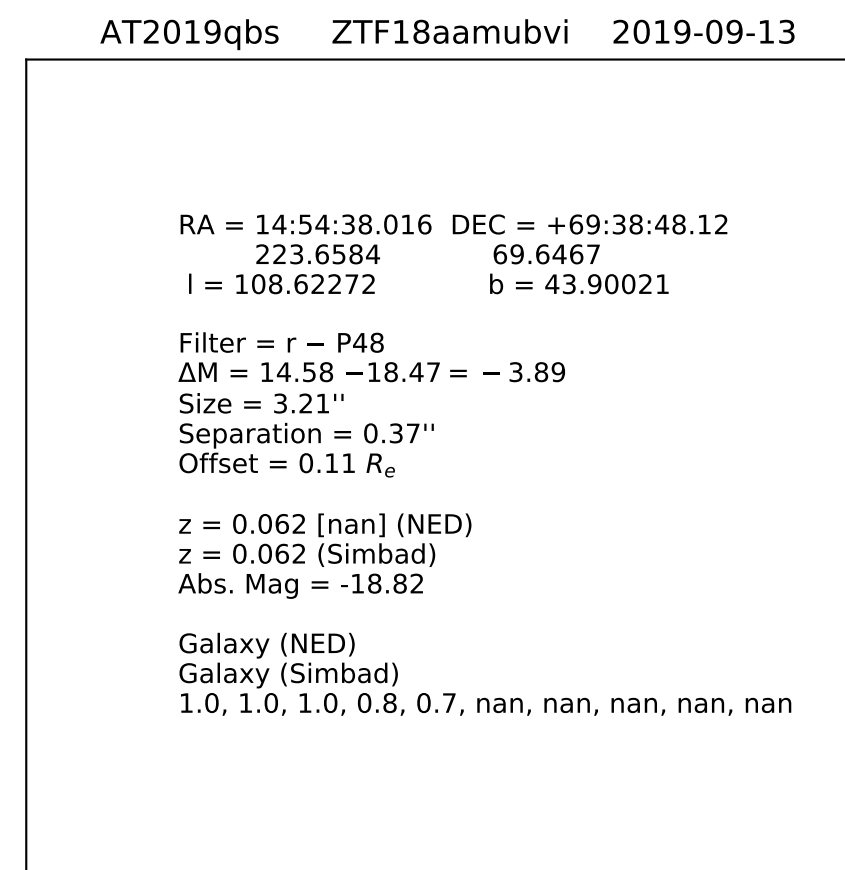 AT2019qbs ZTF18aamubvi 2019-09-13
RA = 14:54:38.016 DEC = +69:38:48.12
223.6584 69.6467
l = 108.62272 b = 43.90021
Filter = r − P48
ΔM = 14.58 −18.47 = − 3.89
Size = 3.21''
Separation = 0.37''
Offset = 0.11 Re
z = 0.062 [nan] (NED)
z = 0.062 (Simbad)
Abs. Mag = -18.82
Galaxy (NED)
Galaxy (Simbad)
1.0, 1.0, 1.0, 0.8, 0.7, nan, nan, nan, nan, nan